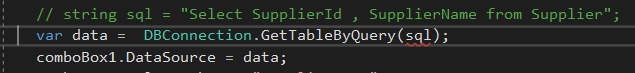 // string sql = "Select SupplierId , SupplierName from Supplier";
var data =  DBConnection.GetTableByQuery(sql);
comboBox1.DataSource = data;